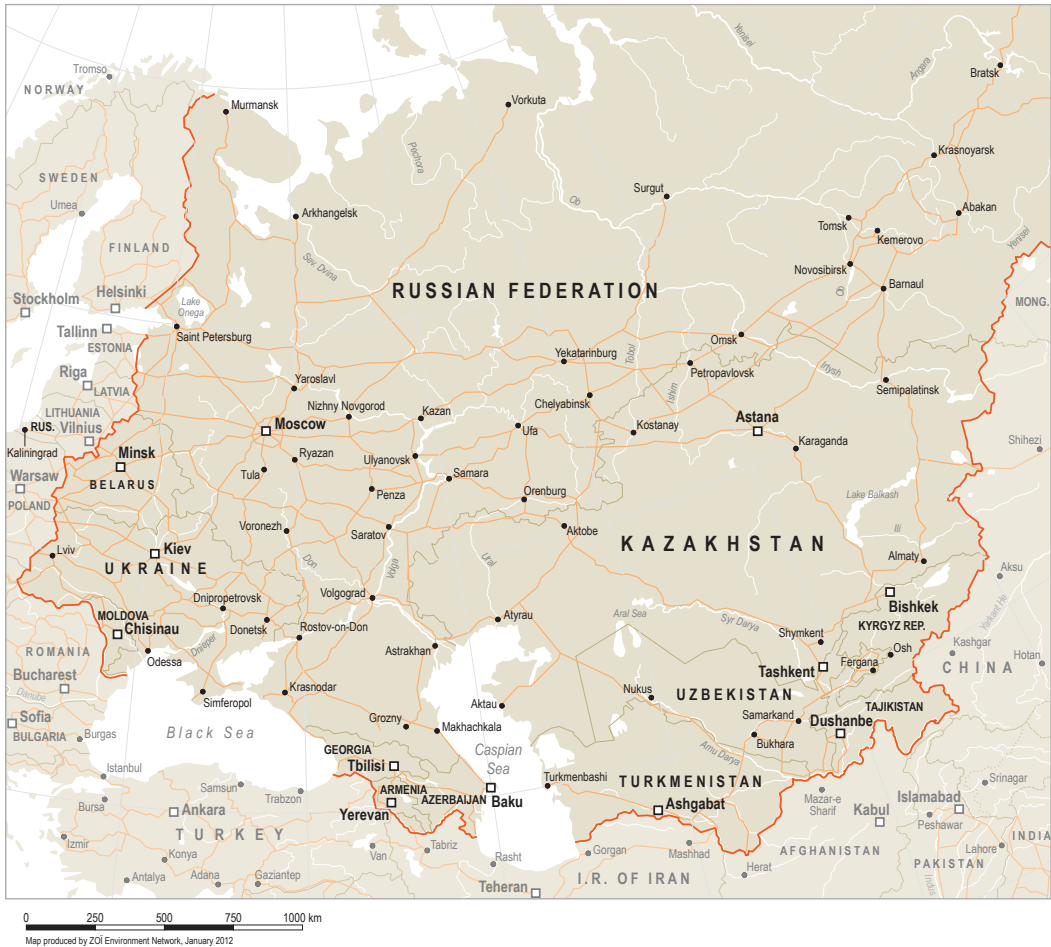 Yenisei
Angara
Bratsk
Tromso
NORWAY
Murmansk
Vorkuta
Krasnoyarsk
Pechora
SWEDEN
Surgut
Ob
Umea
Arkhangelsk
Tomsk
Abakan
Kemerovo
Yenisei
FINLAND
Sev. Dvina
Novosibirsk
Ob
Barnaul
RUSSIAN FEDERATION
MONG.
Stockholm
Helsinki
Lake
Onega
Tallinn
Saint Petersburg
ESTONIA
Omsk
Yekatarinburg
Tobol
Petropavlovsk
Irtysh
Riga
LATVIA
Yaroslavl
Ishim
Semipalatinsk
Chelyabinsk
LITHUANIA
Vilnius
Nizhny Novgorod
Kazan
Astana
RUS.
Kaliningrad
Moscow
Ufa
Kostanay
Karaganda
Shihezi
Minsk
Ryazan
Ulyanovsk
Warsaw
BELARUS
Tula
Samara
POLAND
Penza
Orenburg
Lake Balkash
Voronezh
Saratov
Aktobe
Ili
KAZAKHSTAN
Lviv
Kiev
UKRAINE
Don
Volga
Ural
Almaty
Aksu
Dnipropetrovsk
Volgograd
Bishkek
Yarkant He
MOLDOVA
Chisinau
Donetsk
Rostov-on-Don
Atyrau
Aral Sea
Syr Darya
KYRGYZ REP.
Shymkent
ROMANIA
Odessa
Dnieper
Astrakhan
Osh
Kashgar
Hotan
Bucharest
Tashkent
Fergana
CHINA
Danube
Simferopol
Krasnodar
Nukus
UZBEKISTAN
Aktau
TAJIKISTAN
Sofia
BULGARIA
Burgas
Black Sea
Grozny
Makhachkala
Samarkand
Dushanbe
Bukhara
GEORGIA
Tbilisi
Caspian
Sea
Amu Darya
Istanbul
Samsun
Turkmenbashi
TURKMENISTAN
Srinagar
Bursa
Trabzon
ARMENIA
AZERBAIJAN
Baku
Mazar-e
Sharif
Islamabad
Ankara
Yerevan
Ashgabat
Kabul
Peshawar
TURKEY
INDIA
Izmir
Konya
Van
Tabriz
Rasht
Gorgan
Mashhad
AFGHANISTAN
Lahore
Herat
PAKISTAN
Antalya
Adana
Gaziantep
Teheran
I.R. OF IRAN
Indus
0 250 500 750 1000 km
Map produced by ZOÏ Environment Network, January 2012